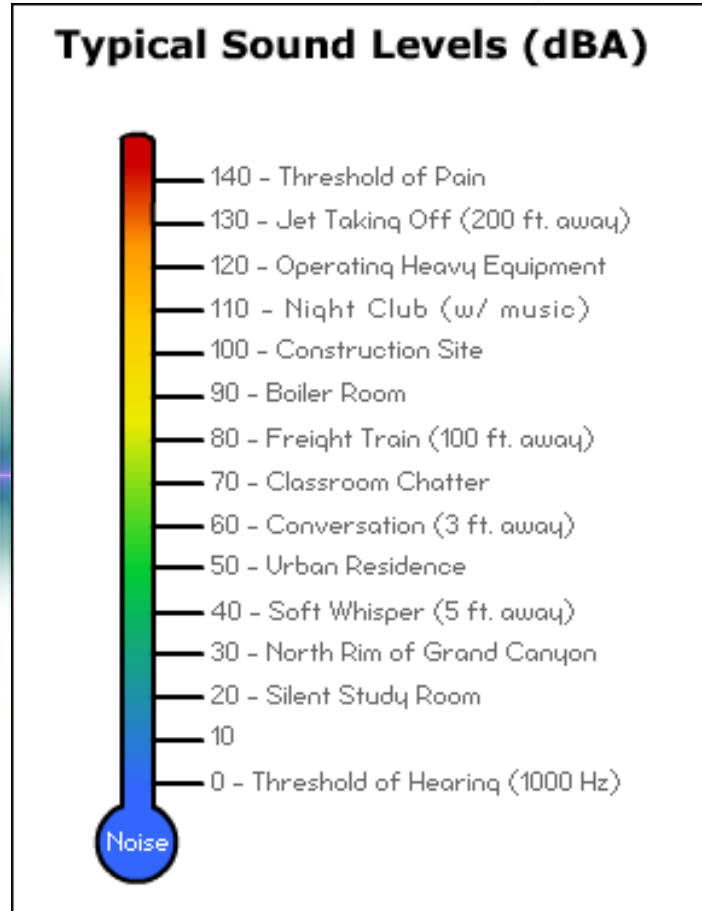 Typical Sound Levels (dBA)
140 - Threshold of Pain
130 - Jet Taking Off (200 ft. away)
120 - Operating Heavy Equipment
110 - Night Club (w/ music)
100 - Construction Site
90 - Boiler Room
80 - Freight Train (100 ft. away)
70 - Classroom Chatter
60 - Conversation (3 ft. away)
50 - Urban Residence
40 - Soft Whisper (5 ft. away)
30 - North Rim of Grand Canyon
20 - Silent Study Room
10
0 - Threshold of Hearing (1000 Hz)
Noise